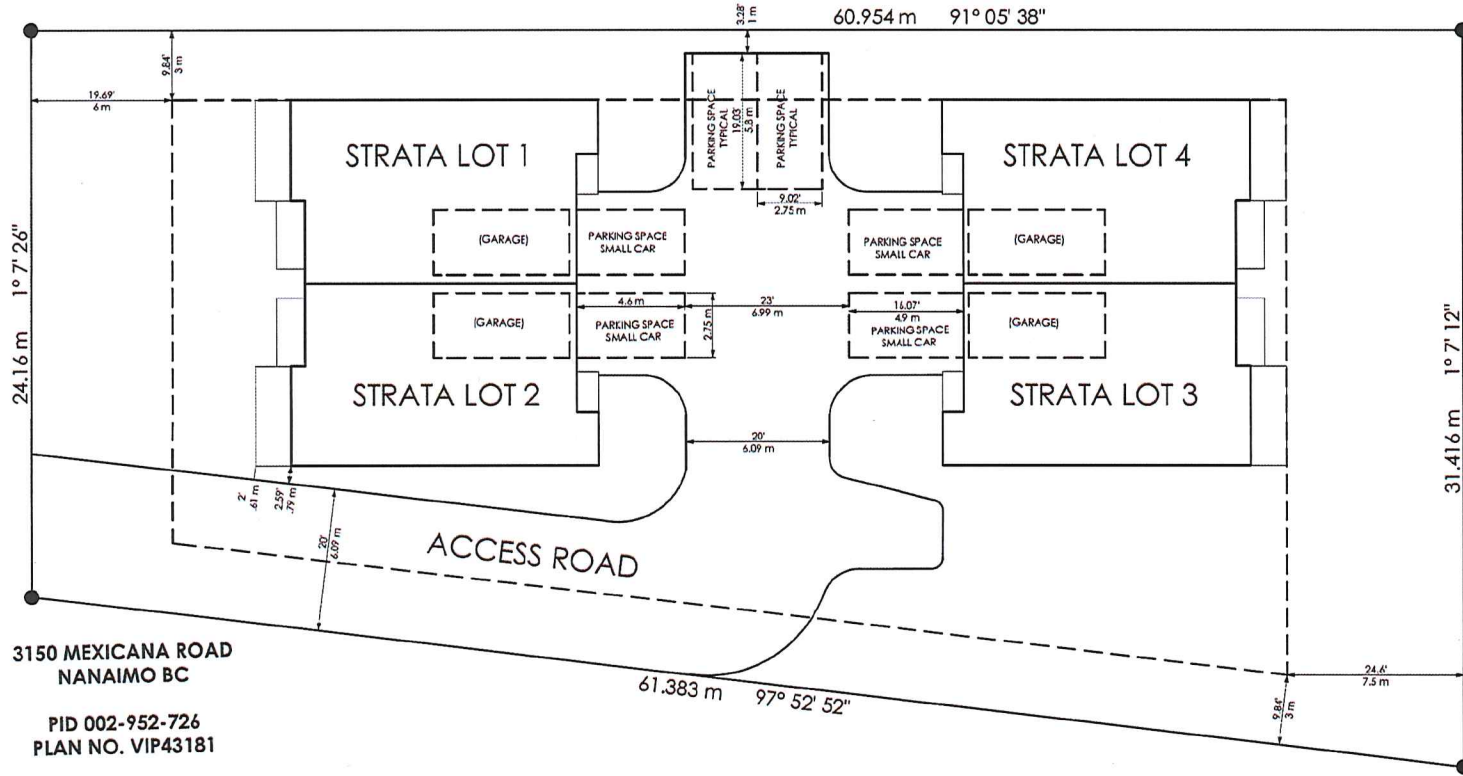 3.28'
1 m
60.954 m 91° 05' 38"
9.84'
3 m
19.69'
6 m
STRATA LOT 1
PARKING SPACE
TYPICAL
19.03'
5.8 m
PARKING SPACE
TYPICAL
STRATA LOT 4
9.02'
2.75 m
(GARAGE)
PARKING SPACE
SMALL CAR
PARKING SPACE
SMALL CAR
(GARAGE)
24.16 m 1° 7' 26"
(GARAGE)
4.6 m
PARKING SPACE
SMALL CAR
2.75 m
23'
6.99 m
16.07'
4.9 m
PARKING SPACE
SMALL CAR
(GARAGE)
31.416 m 1° 7' 12"
STRATA LOT 2
STRATA LOT 3
20'
6.09 m
2'
.61 m
2.59'
.79 m
20'
6.09 m
ACCESS ROAD
3150 MEXICANA ROAD
NANAIMO BC
PID 002-952-726
PLAN NO. VIP43181
61.383 m 97° 52' 52"
24.6'
7.5 m
9.84'
3 m